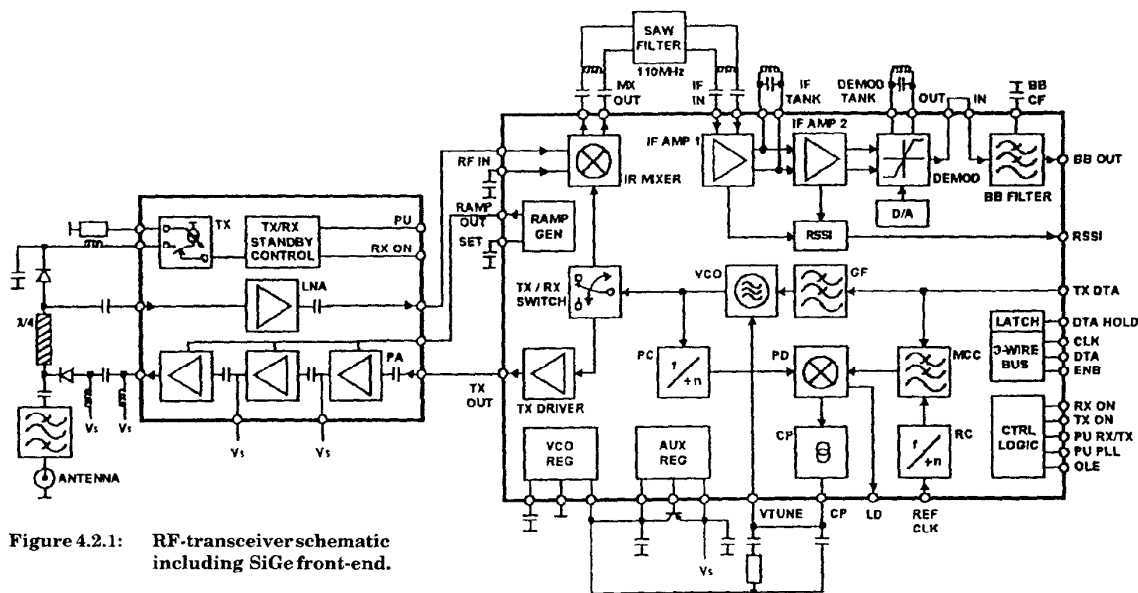 SAW
FILTER
110MHz
MX
OUT
IF
IN
IF
TANK
DEMOD
TANK
OUT
IN
BB
CF
IF AMP 1
IF AMP 2
RF IN
IR MIXER
DEMOD
BB FILTER
BB OUT
D/A
RAMP
OUT
RAMP
GEN
SET
RSSI
RSSI
TX
TX/RX
STANDBY
CONTROL
PU
RX ON
LNA
TX / RX
SWITCH
VCO
GF
TX DTA
λ/4
PA
LATCH
DTA HOLD
3-WIRE
BUS
CLK
DTA
ENB
PC
f
÷n
PD
MCC
TX
OUT
TX DRIVER
CTRL
LOGIC
RX ON
TX ON
PU RX/TX
PU PLL
OLE
VCO
REG
AUX
REG
CP
RC
f
÷n
Vs
Vs
Vs
Vs
ANTENNA
VTUNE
CP
LD
REF
CLK
Vs
Figure 4.2.1: RF-transceiver schematic
including SiGe front-end.